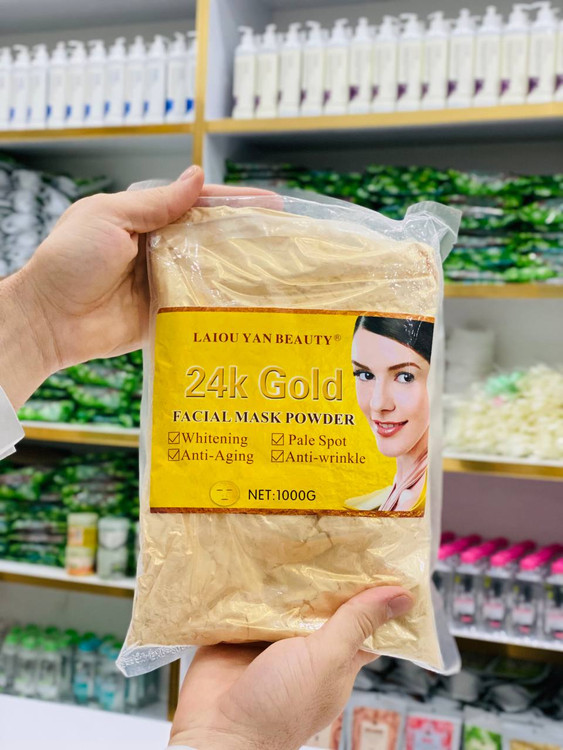 LAIOU YAN BEAUTY®
24k Gold
FACIAL MASK POWDER
☑Whitening ☑Pale Spot
☑Anti-Aging ☑Anti-wrinkle
NET:1000G